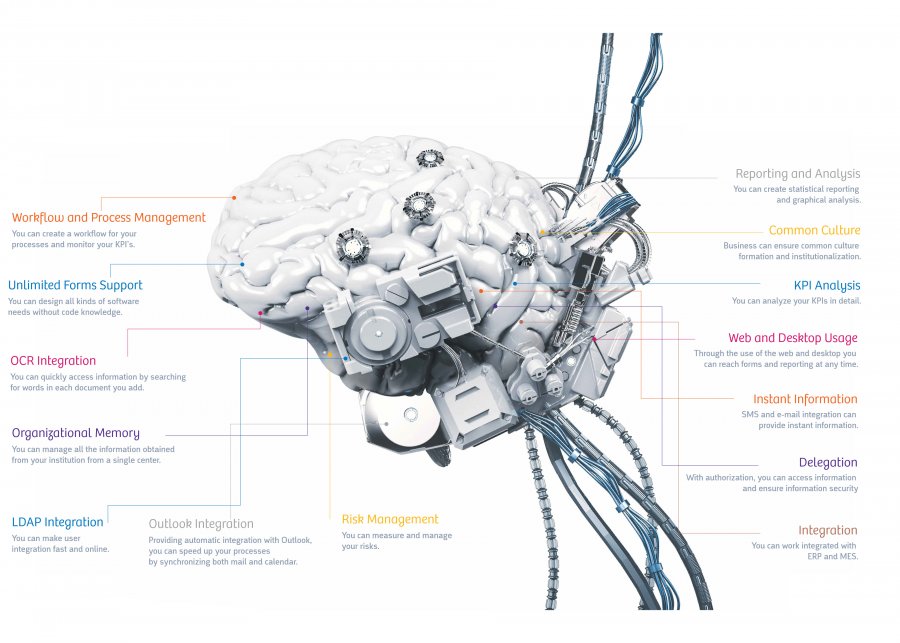 Workflow and Process Management
You can create a workflow for your
processes and monitor your KPI's.
Unlimited Forms Support
You can design all kinds of software
needs without code knowledge.
OCR Integration
You can quickly access information by searching
for words in each document you add.
Organizational Memory
You can manage all the information obtained
from your institution from a single center.
LDAP Integration
You can make user
integration fast and online.
Outlook Integration
Providing automatic integration with Outlook,
you can speed up your processes
by synchronizing both mail and calendar.
Risk Management
You can measure and manage
your risks.
Reporting and Analysis
You can create statistical reporting
and graphical analysis.
Common Culture
Business can ensure common culture
formation and institutionalization.
KPI Analysis
You can analyze your KPIs in detail.
Web and Desktop Usage
Through the use of the web and desktop you
can reach forms and reporting at any time.
Instant Information
SMS and e-mail integration can
provide instant information.
Delegation
With authorization, you can access information
and ensure information security
Integration
You can work integrated with
ERP and MES.